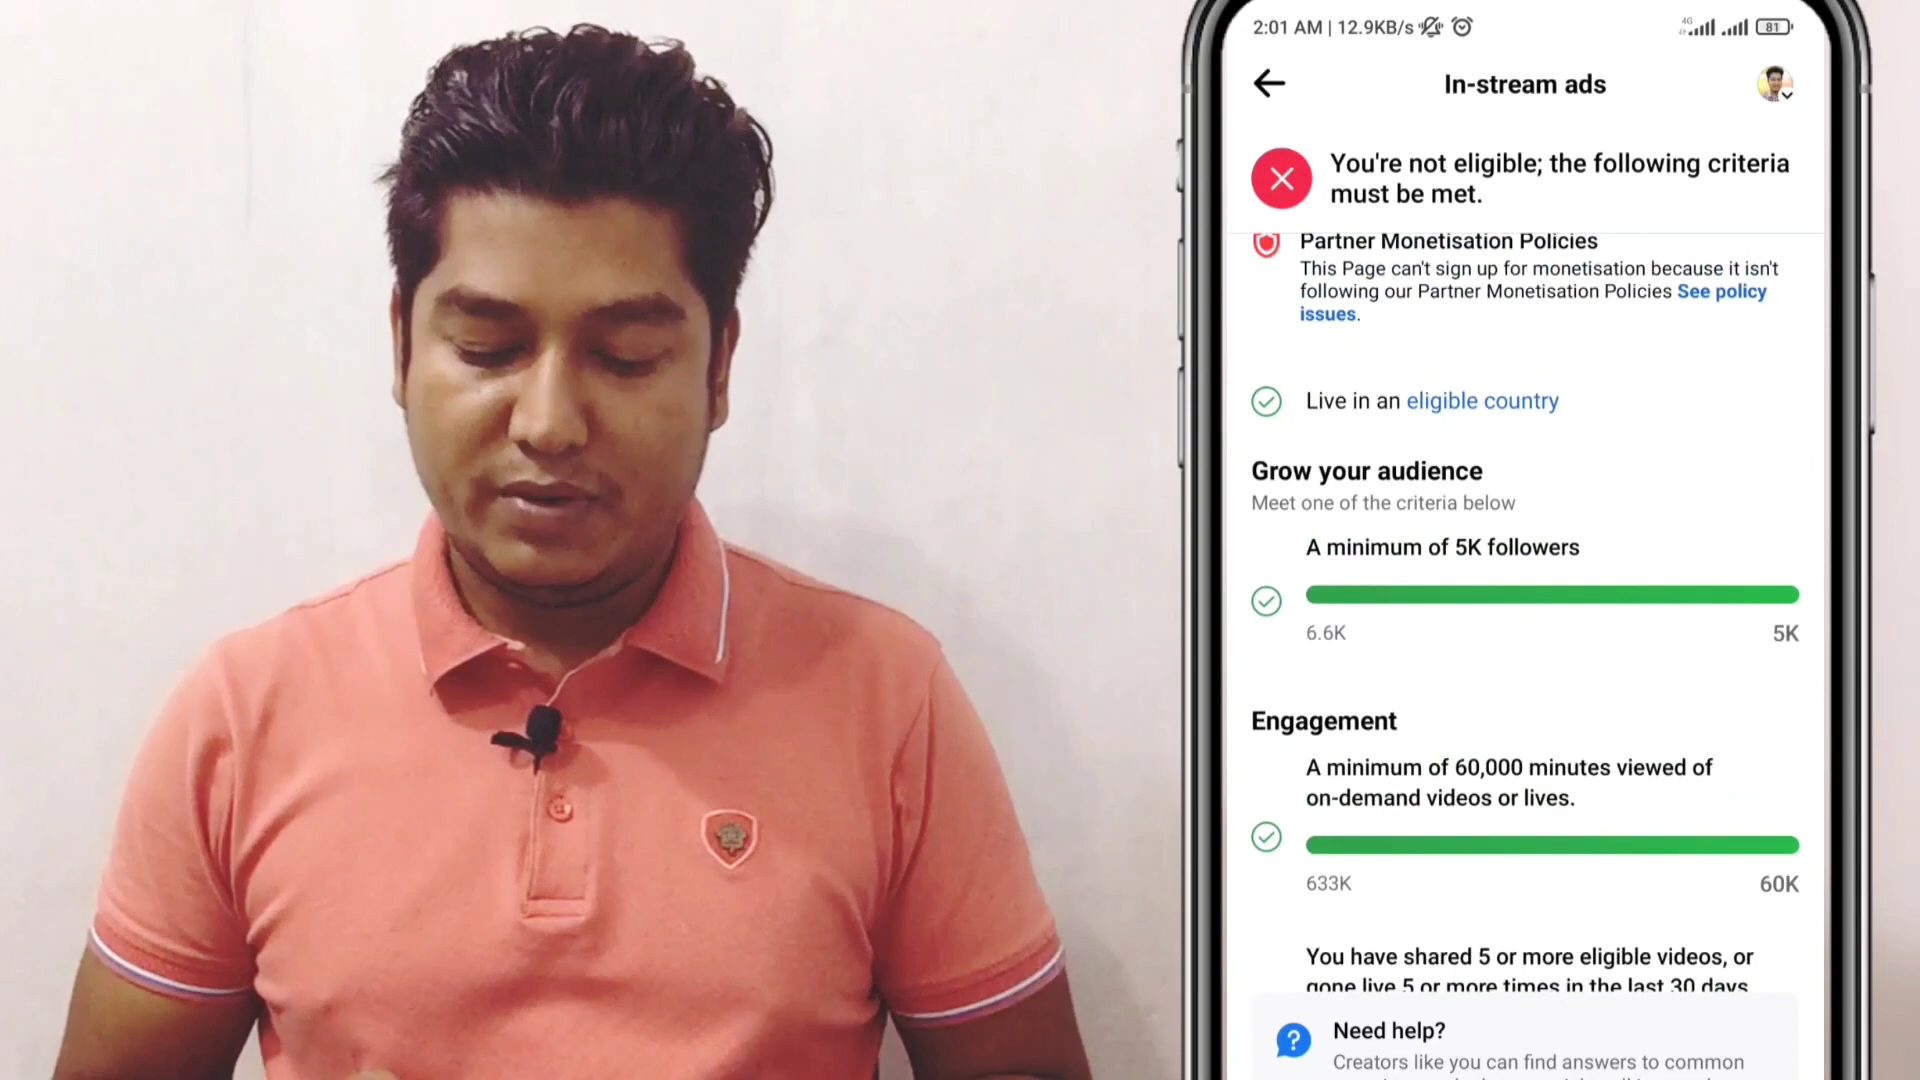 2:01 AM | 12.9KB/s
4G
81
In-stream ads
You're not eligible; the following criteria
must be met.
Partner Monetisation Policies
This Page can't sign up for monetisation because it isn't
following our Partner Monetisation Policies See policy
issues.
Live in an eligible country
Grow your audience
Meet one of the criteria below
A minimum of 5K followers
6.6K 5K
Engagement
A minimum of 60,000 minutes viewed of
on-demand videos or lives.
633K 60K
You have shared 5 or more eligible videos, or
gone live 5 or more times in the last 30 days
Need help?
Creators like you can find answers to common